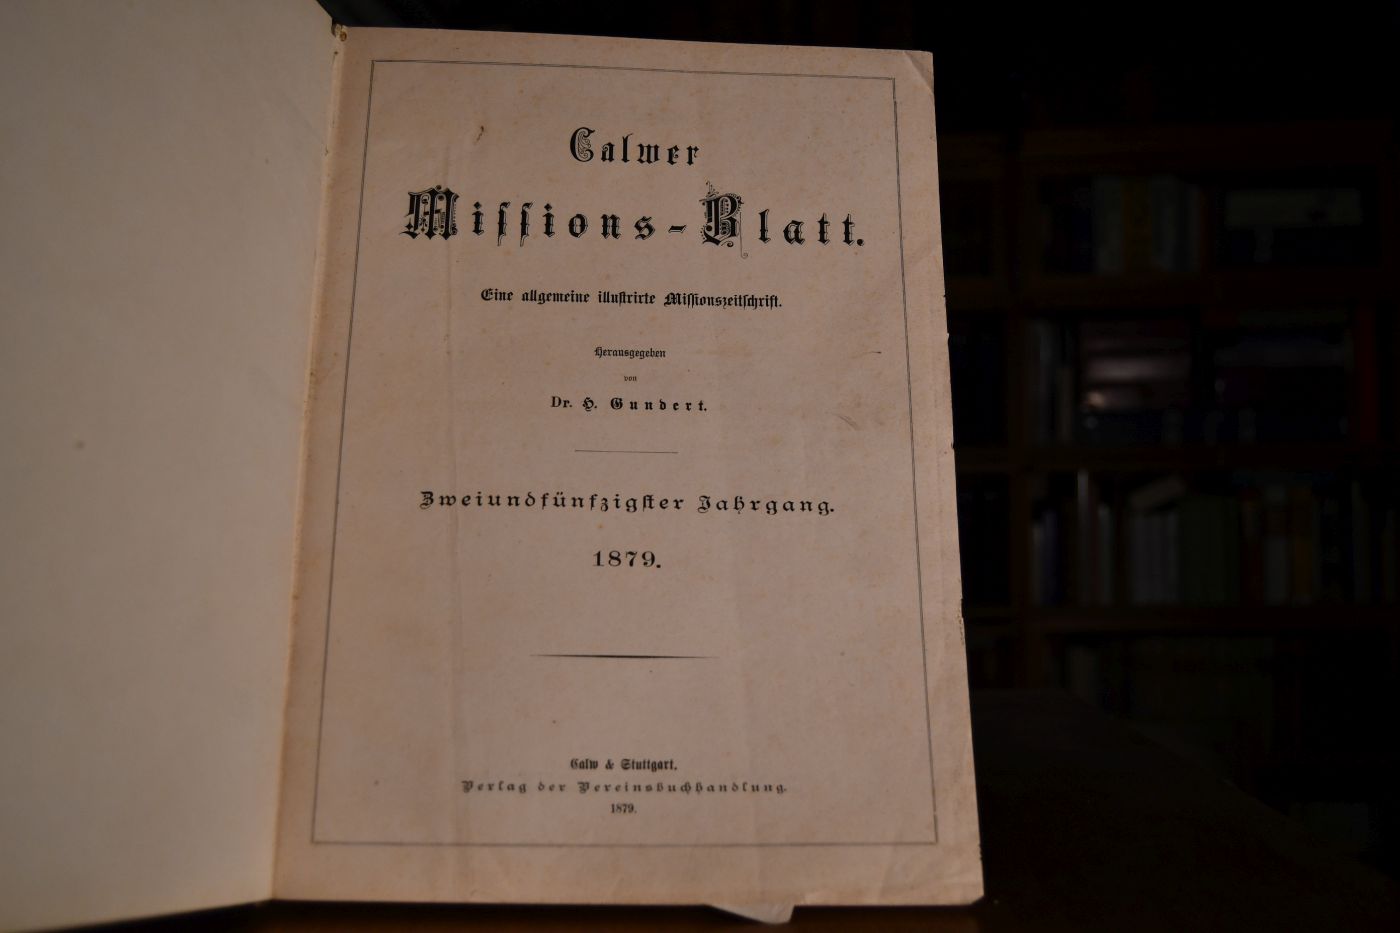 Calwer
Miſſions-Blatt.
Eine allgemeine illuſtrirte Miſſionszeitſchrift.
Herausgegeben
von
Dr. H. Gundert.
Zweiundfünfzigſter Jahrgang.
1879.
Calw & Stuttgart.
Verlag der Vereinsbuchhandlung.
1879.